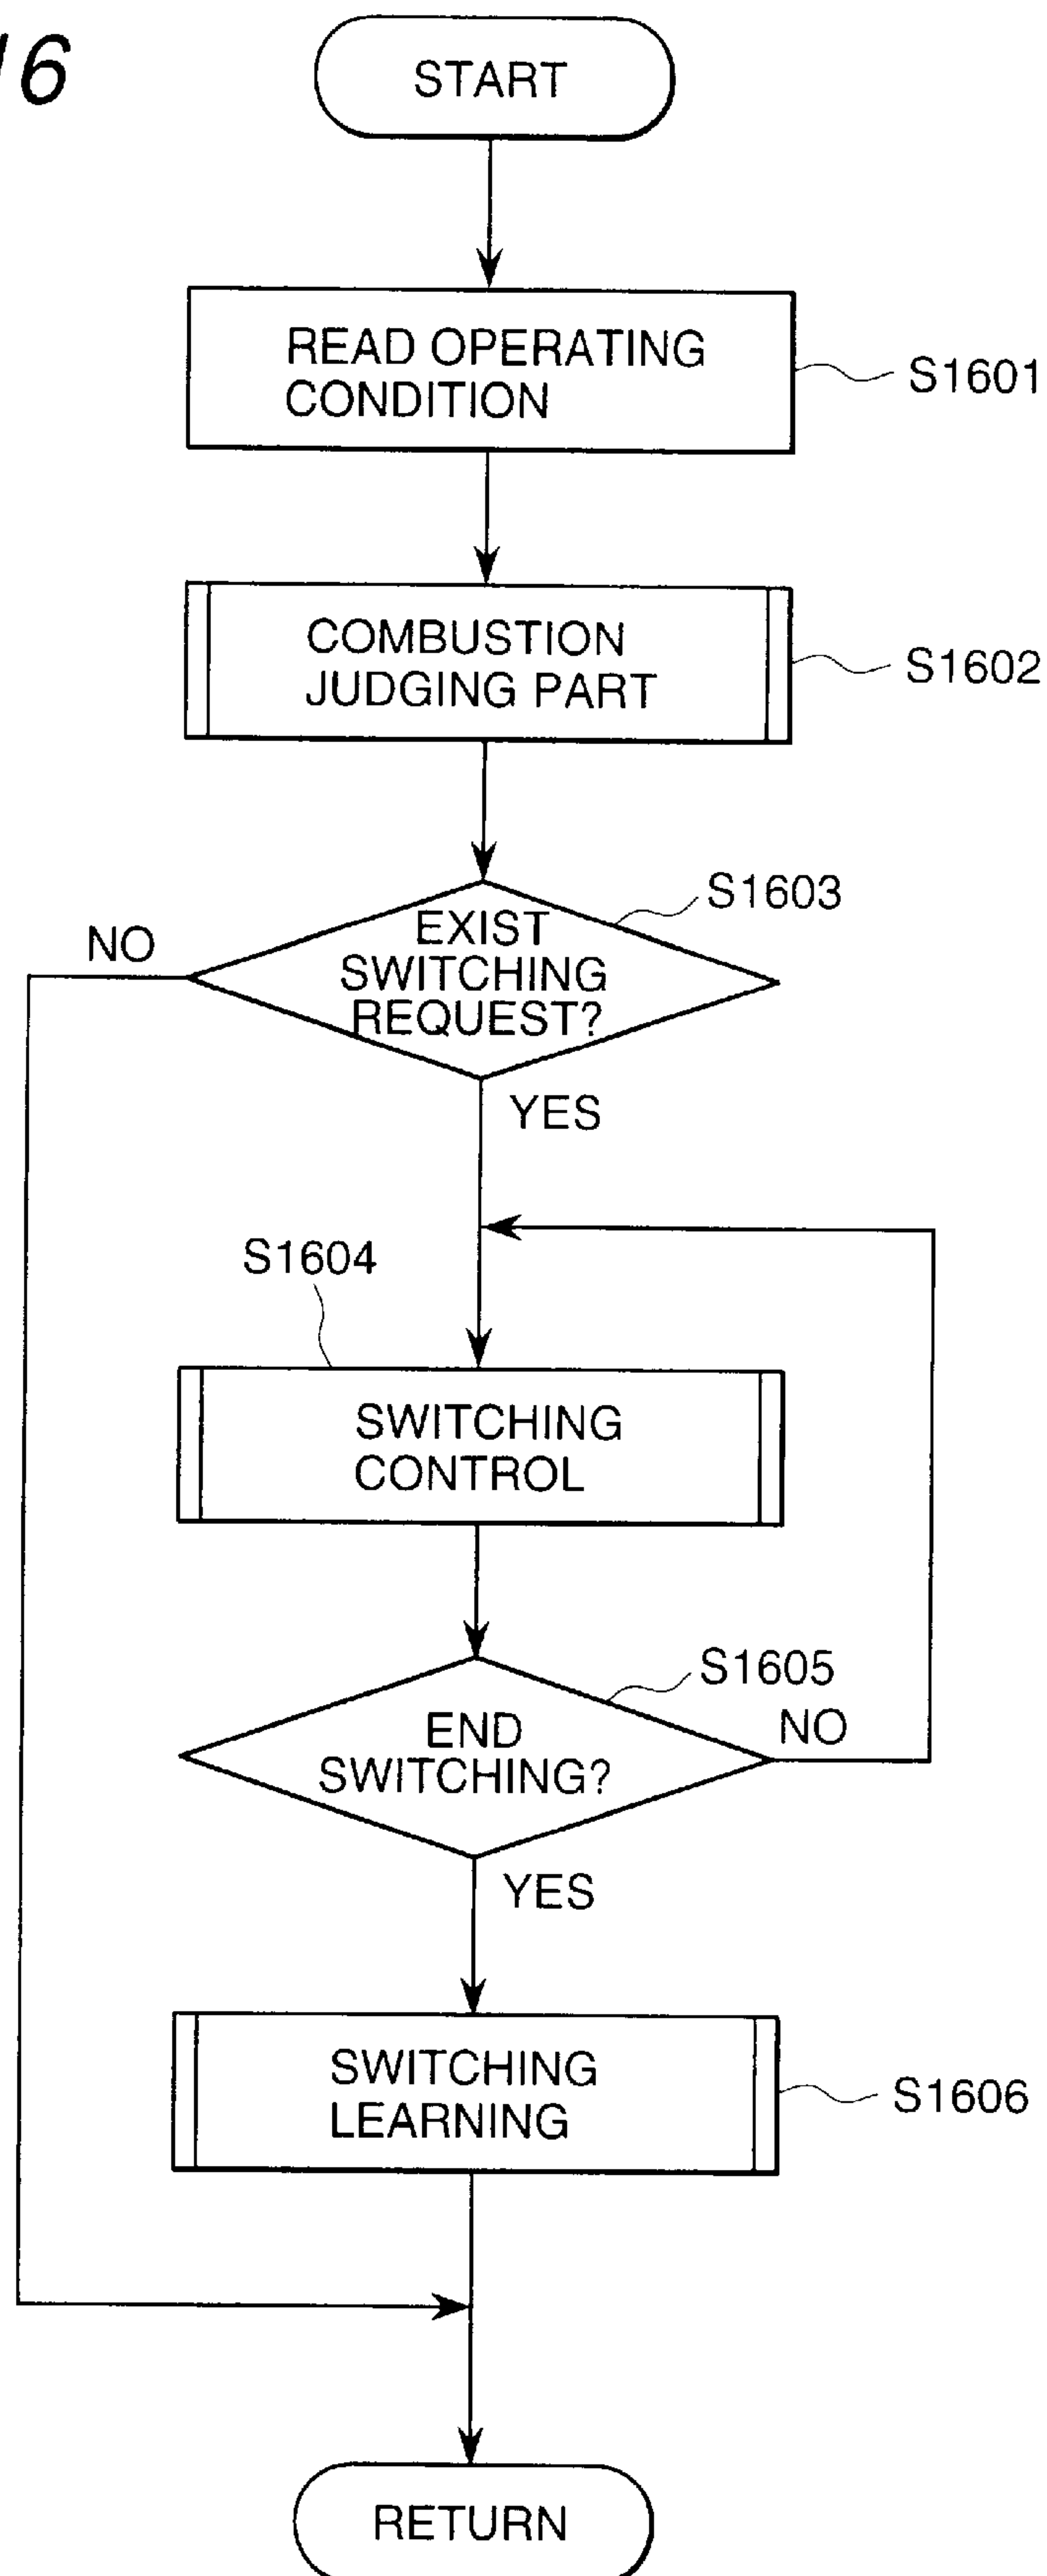 16
START
READ OPERATING
CONDITION
S1601
COMBUSTION
JUDGING PART
S1602
S1603
EXIST
SWITCHING
REQUEST?
NO
YES
S1604
SWITCHING
CONTROL
S1605
END
SWITCHING?
NO
YES
SWITCHING
LEARNING
S1606
RETURN